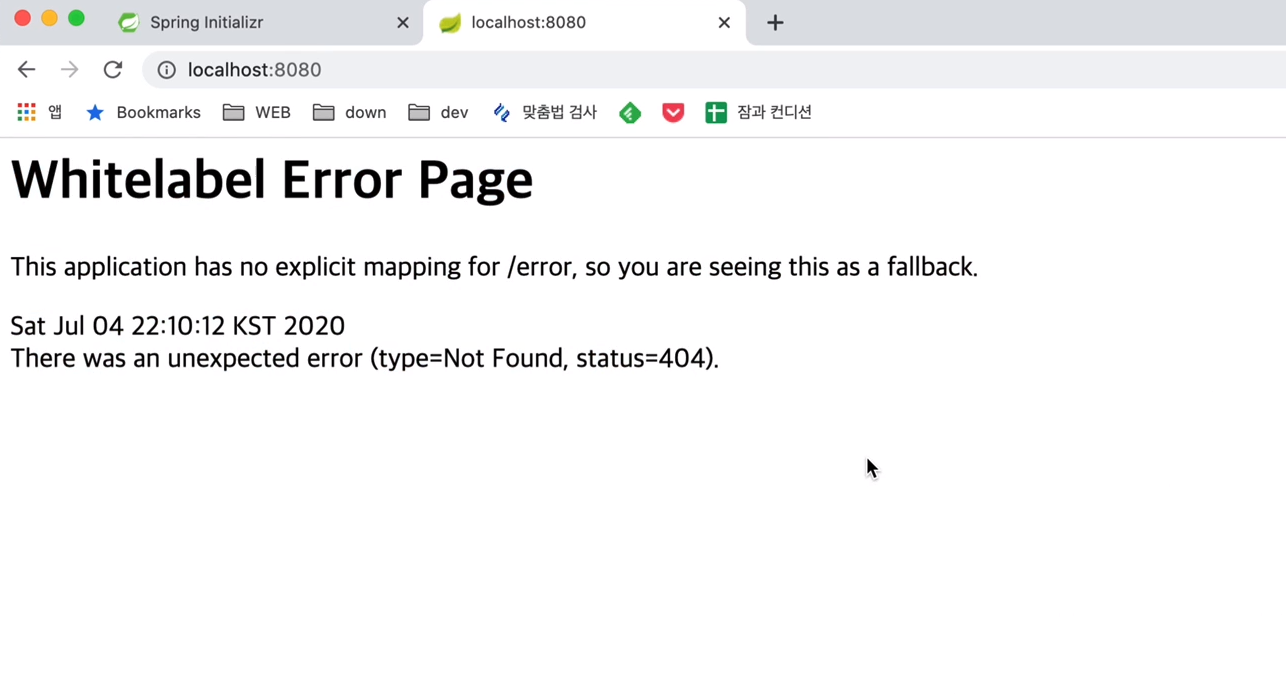 Spring Initializr
localhost:8080
localhost:8080
앱 Bookmarks WEB down dev 맞춤법 검사 잠과 컨디션
Whitelabel Error Page
This application has no explicit mapping for /error, so you are seeing this as a fallback.
Sat Jul 04 22:10:12 KST 2020
There was an unexpected error (type=Not Found, status=404).